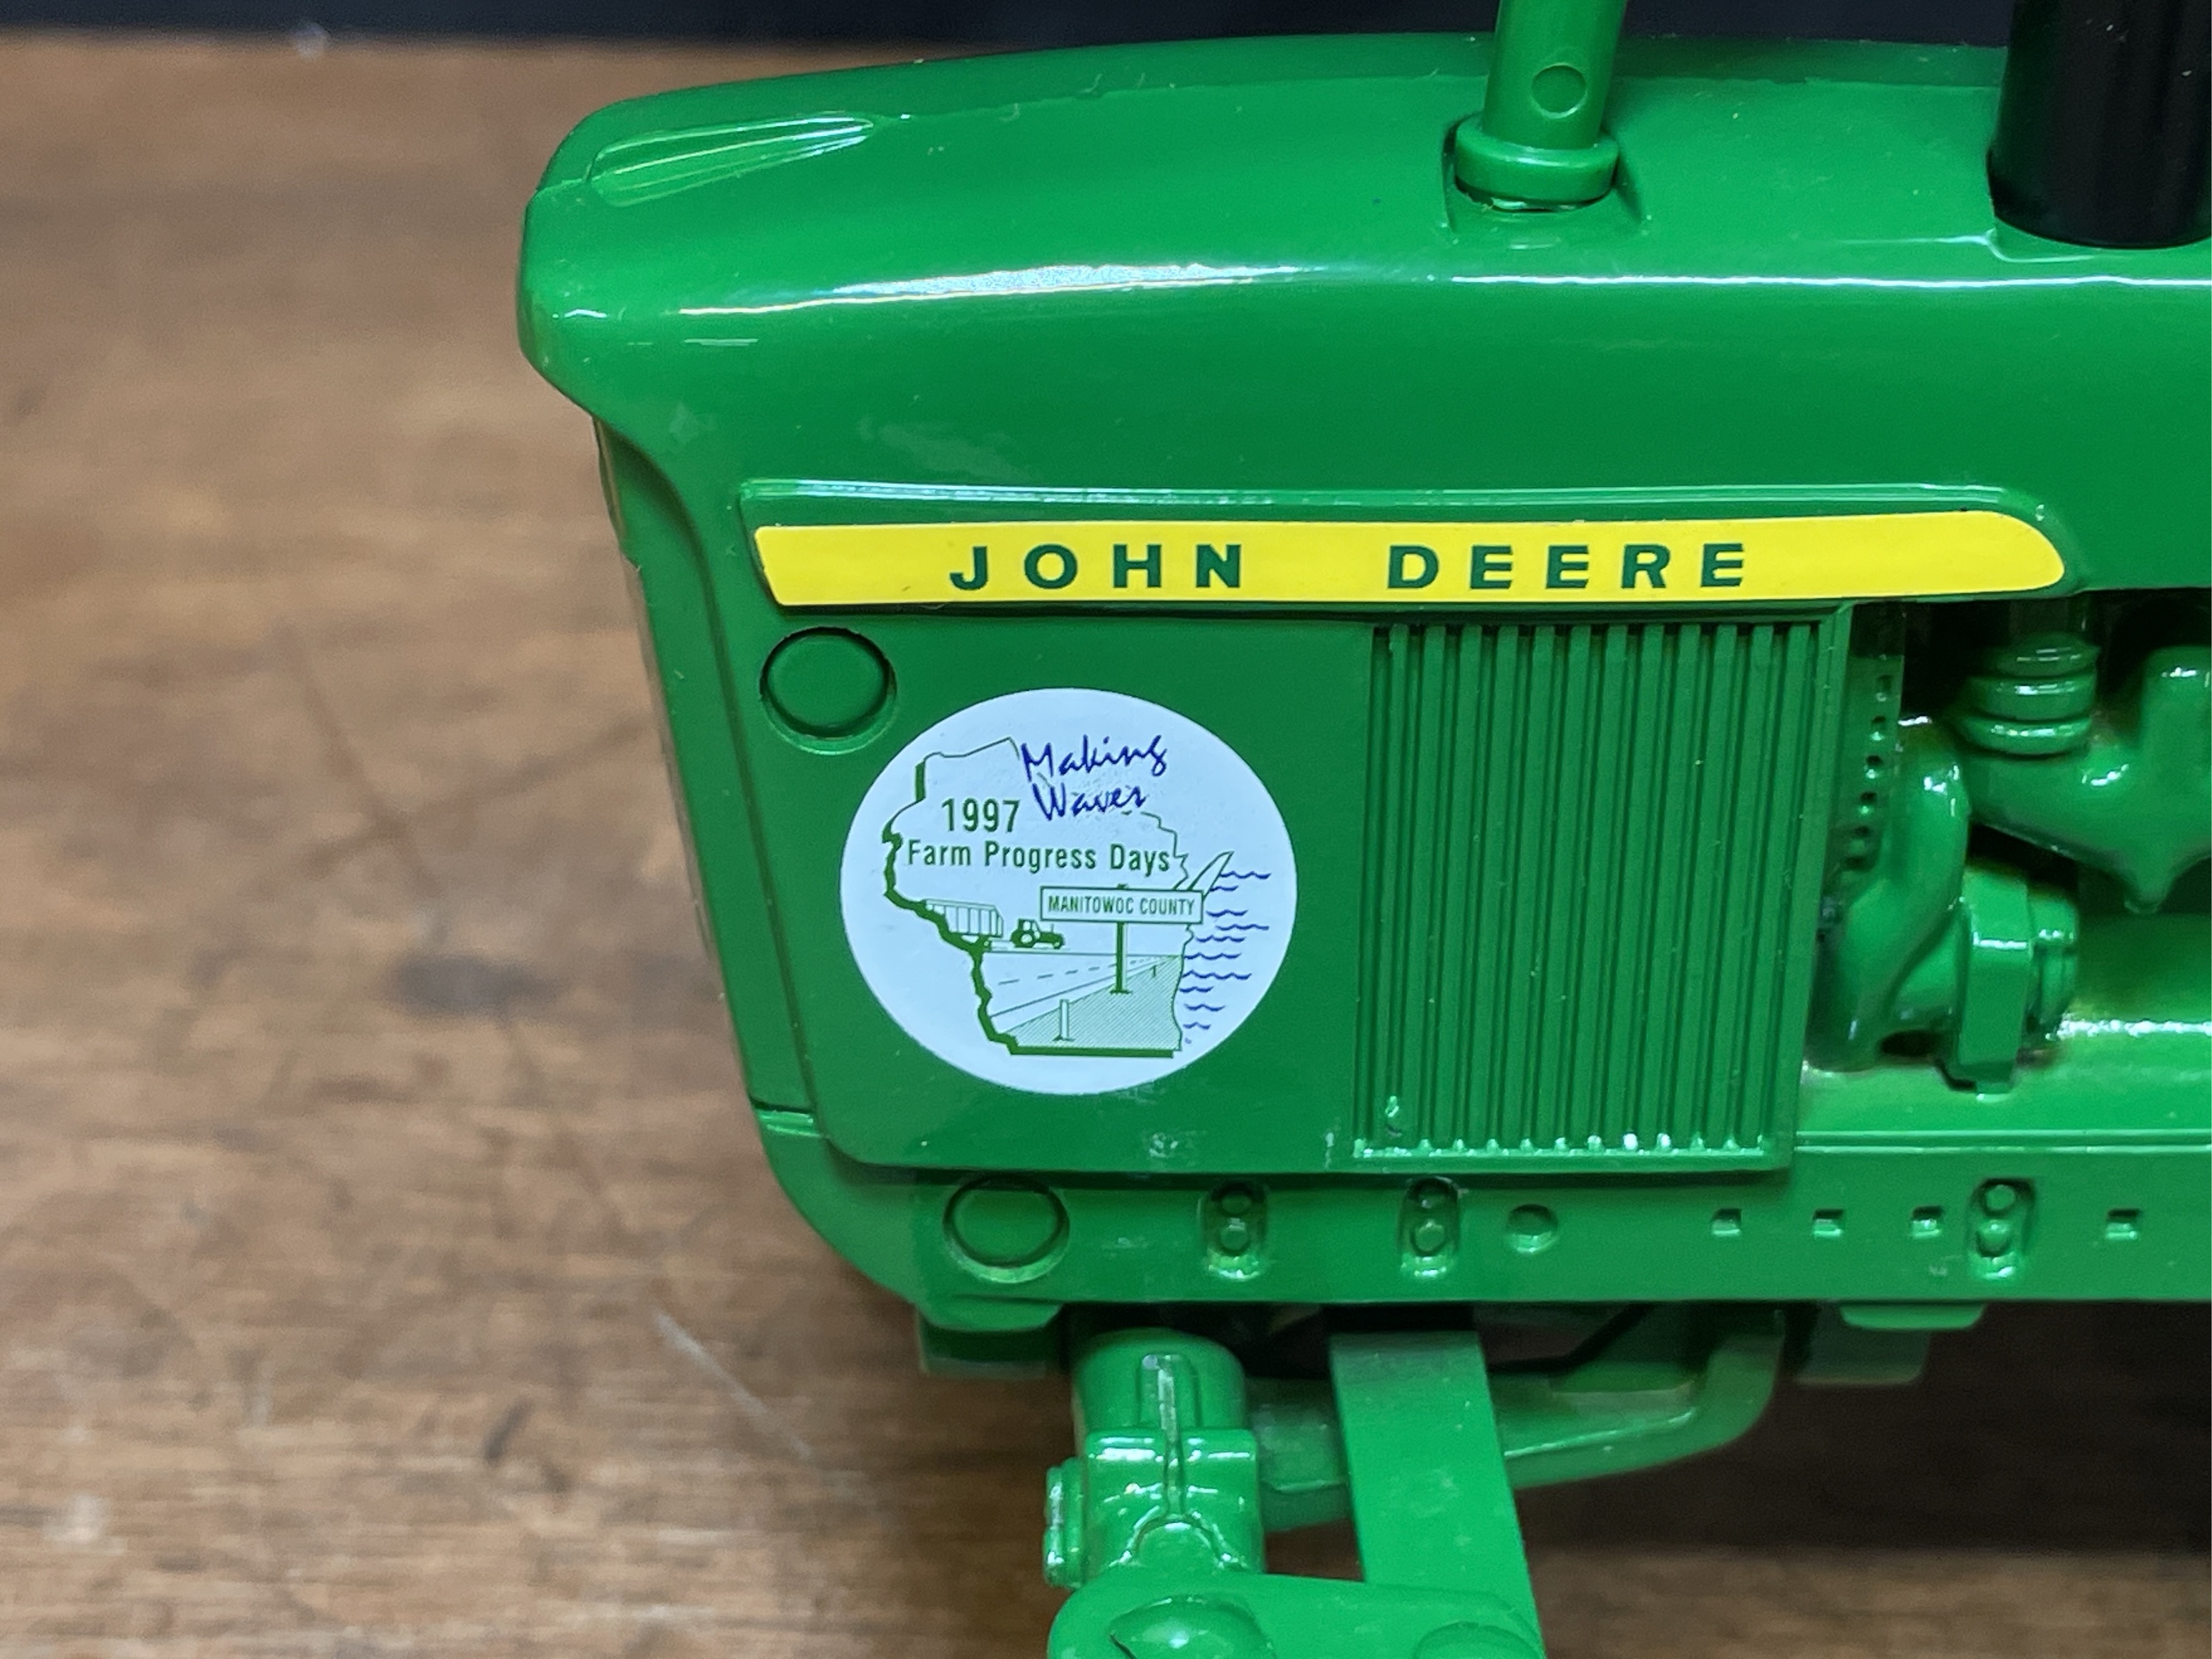 JOHN DEERE
Making
Waves
1997
Farm Progress Days
MANITOWOC COUNTY